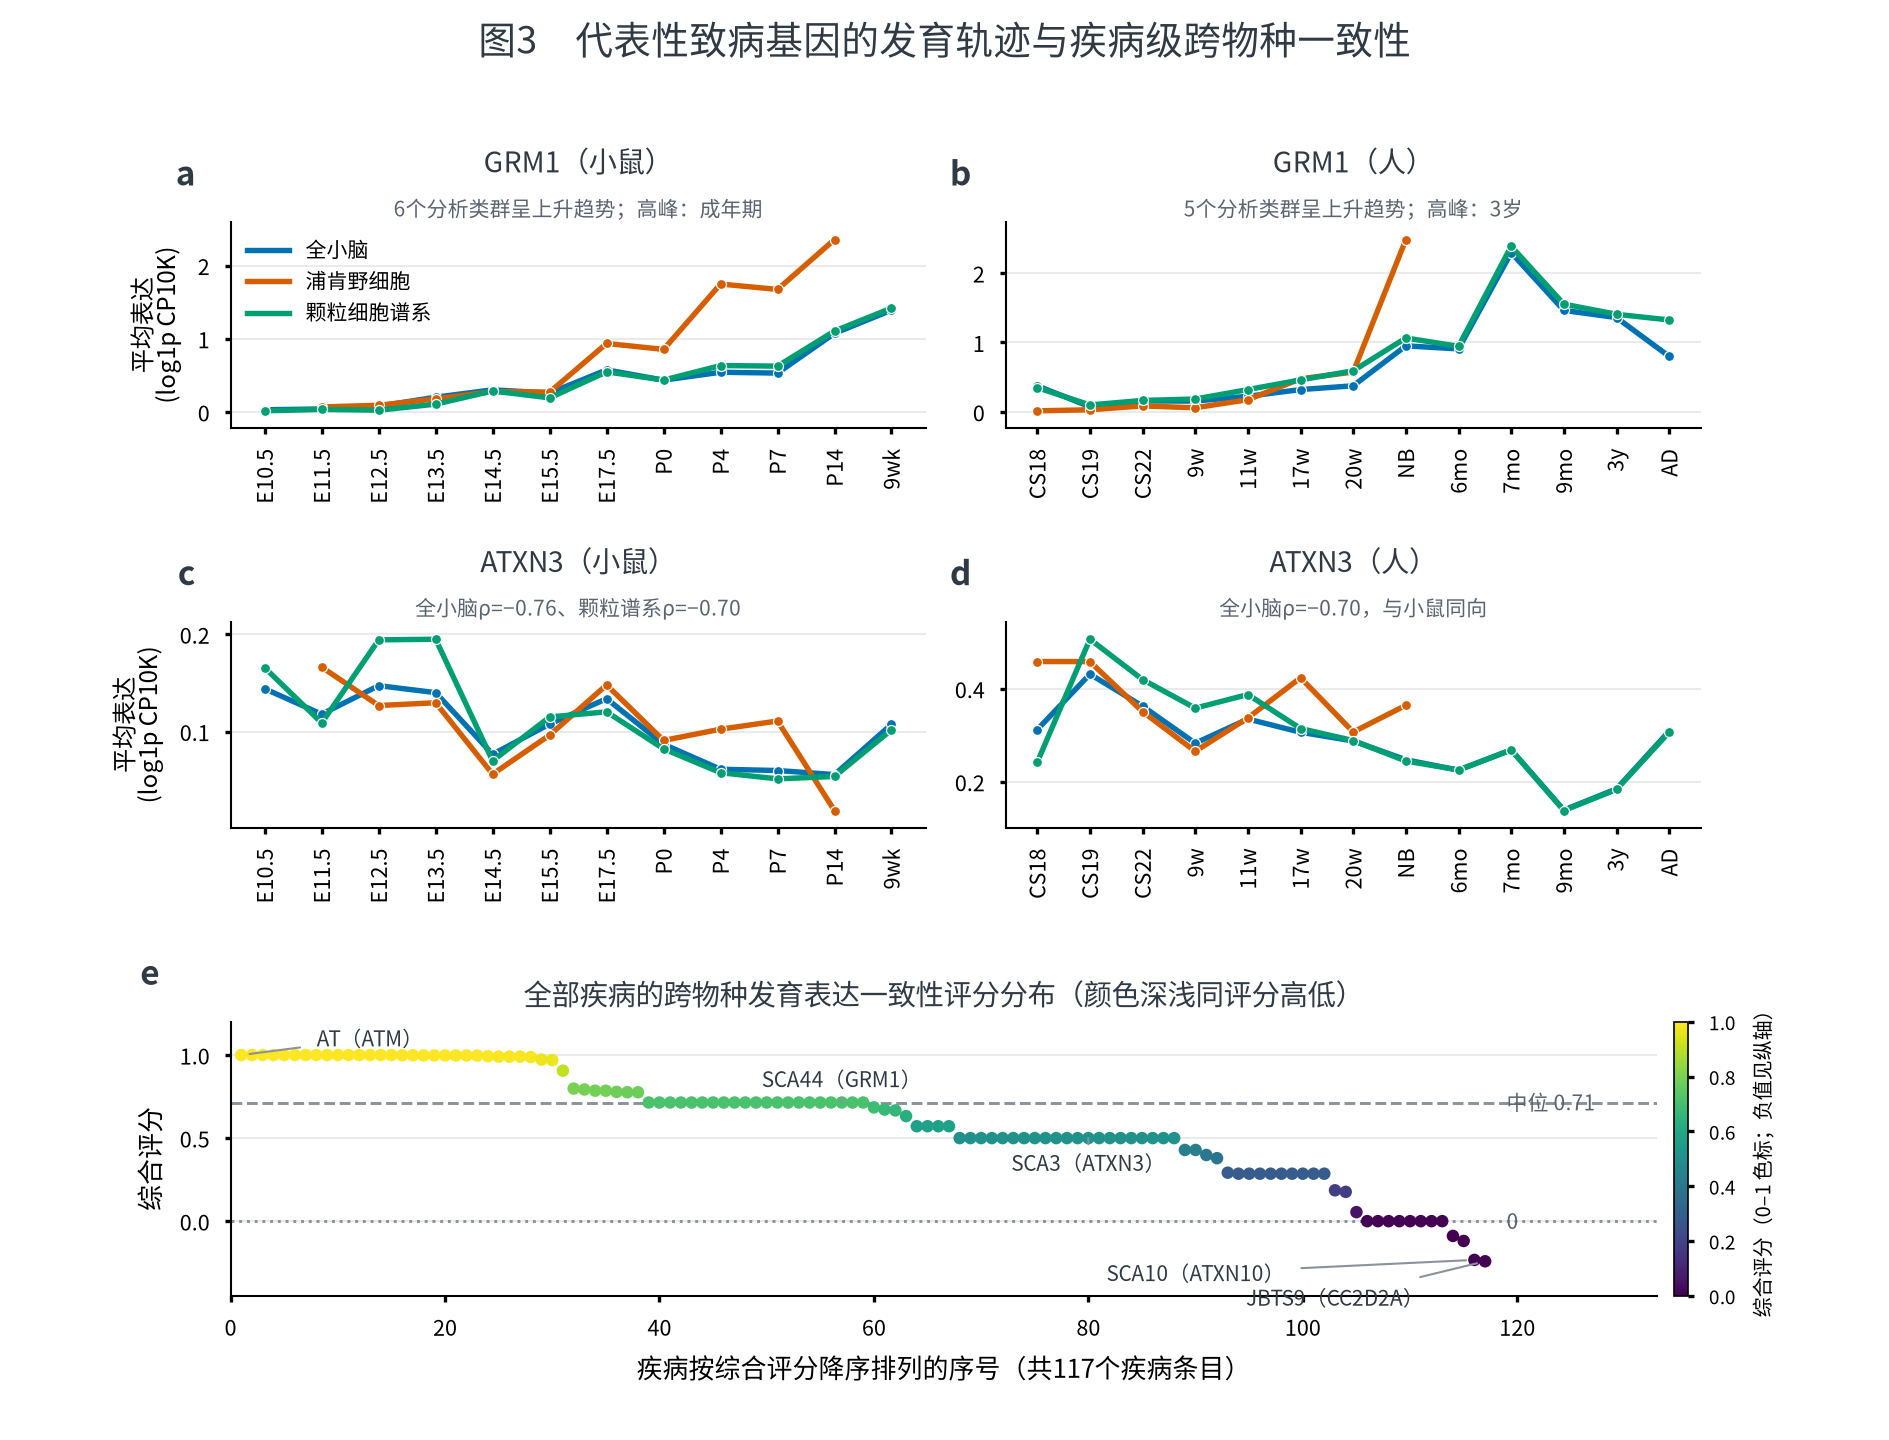 图3　代表性致病基因的发育轨迹与疾病级跨物种一致性
a
GRM1（小鼠）
6个分析类群呈上升趋势；高峰：成年期
平均表达
(log1p CP10K)
2
1
0
全小脑
浦肯野细胞
颗粒细胞谱系
E10.5 E11.5 E12.5 E13.5 E14.5 E15.5 E17.5 P0 P4 P7 P14 9wk
b
GRM1（人）
5个分析类群呈上升趋势；高峰：3岁
2
1
0
CS18 CS19 CS22 9w 11w 17w 20w NB 6mo 7mo 9mo 3y AD
c
ATXN3（小鼠）
全小脑ρ=−0.76、颗粒谱系ρ=−0.70
平均表达
(log1p CP10K)
0.2
0.1
E10.5 E11.5 E12.5 E13.5 E14.5 E15.5 E17.5 P0 P4 P7 P14 9wk
d
ATXN3（人）
全小脑ρ=−0.70，与小鼠同向
0.4
0.2
CS18 CS19 CS22 9w 11w 17w 20w NB 6mo 7mo 9mo 3y AD
e
全部疾病的跨物种发育表达一致性评分分布（颜色深浅同评分高低）
综合评分
1.0
0.5
0.0
AT（ATM）
SCA44（GRM1）
中位 0.71
SCA3（ATXN3）
0
SCA10（ATXN10）
JBTS9（CC2D2A）
0 20 40 60 80 100 120
疾病按综合评分降序排列的序号（共117个疾病条目）
1.0
0.8
0.6
0.4
0.2
0.0
综合评分（0–1色标；负值见纵轴）